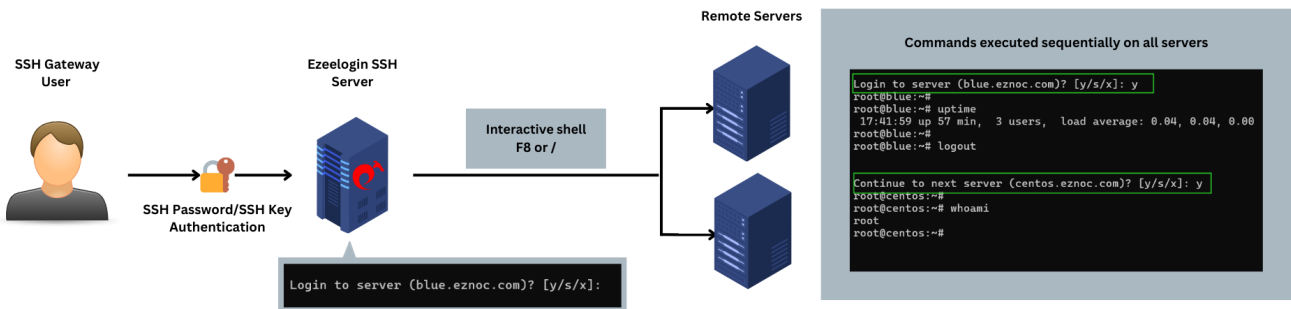 SSH Gateway
User
SSH Password/SSH Key
Authentication
Ezeelogin SSH
Server
Login to server (blue.eznoc.com)? [y/s/x]:
Interactive shell
F8 or /
Remote Servers
Commands executed sequentially on all servers
Login to server (blue.eznoc.com)? [y/s/x]: y
root@blue:~#
root@blue:~# uptime
17:41:59 up 57 min,  3 users,  load average: 0.04, 0.04, 0.00
root@blue:~#
root@blue:~# logout
Continue to next server (centos.eznoc.com)? [y/s/x]: y
root@centos:~#
root@centos:~# whoami
root
root@centos:~#